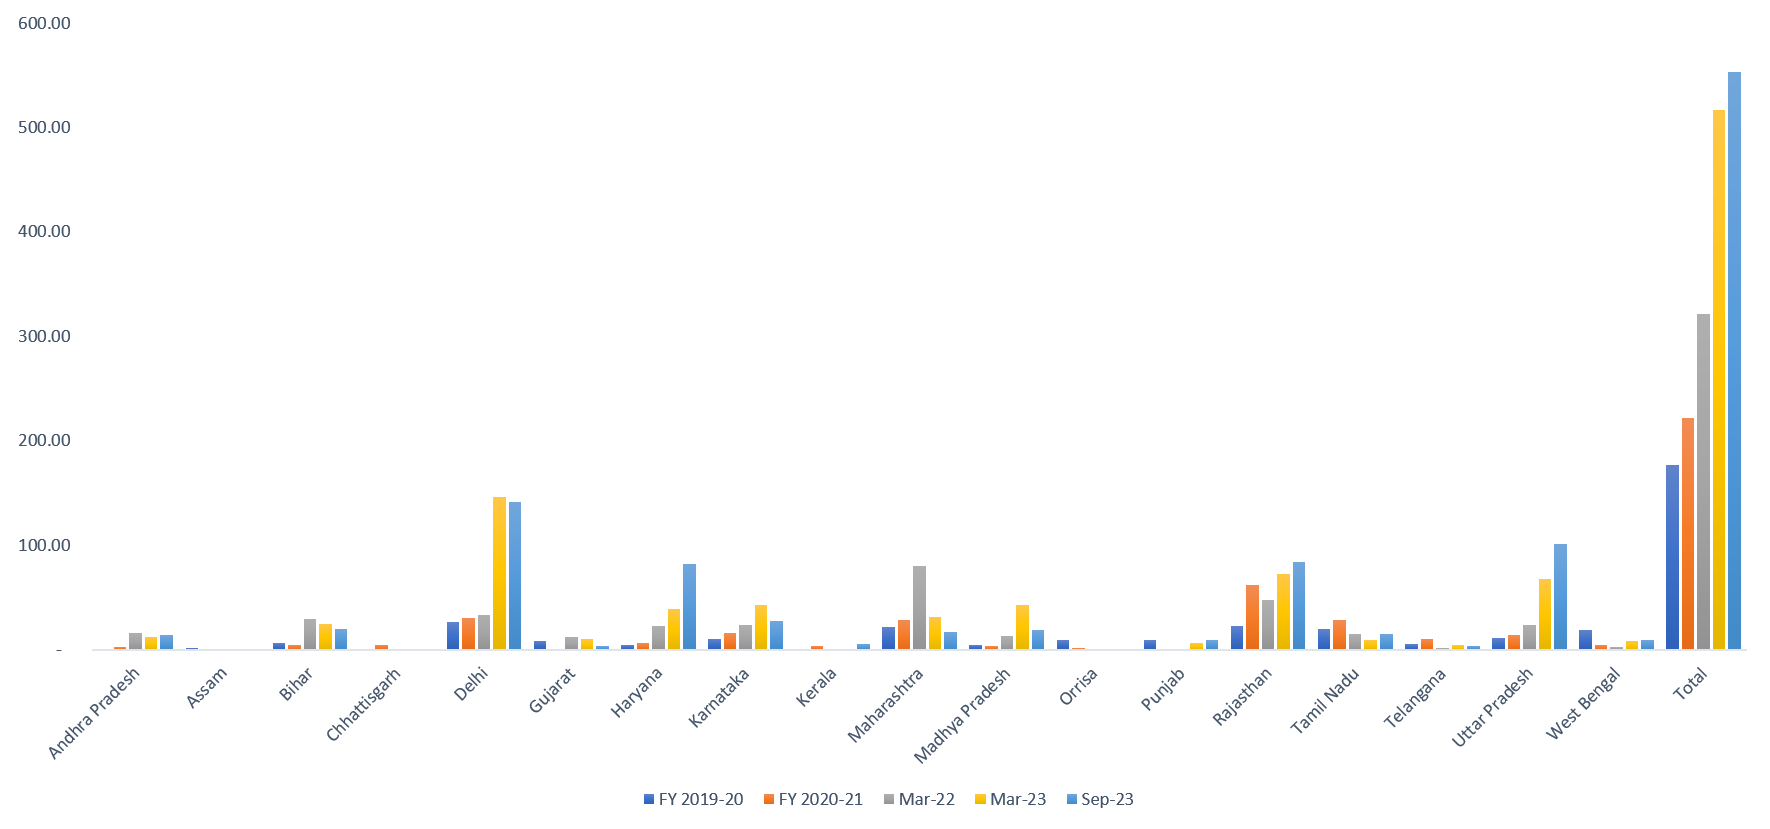 600.00
500.00
400.00
300.00
200.00
100.00
-
Andhra Pradesh
Assam
Bihar
Chhattisgarh
Delhi
Gujarat
Haryana
Karnataka
Kerala
Maharashtra
Madhya Pradesh
Orrisa
Punjab
Rajasthan
Tamil Nadu
Telangana
Uttar Pradesh
West Bengal
Total
FY 2019-20 FY 2020-21 Mar-22 Mar-23 Sep-23